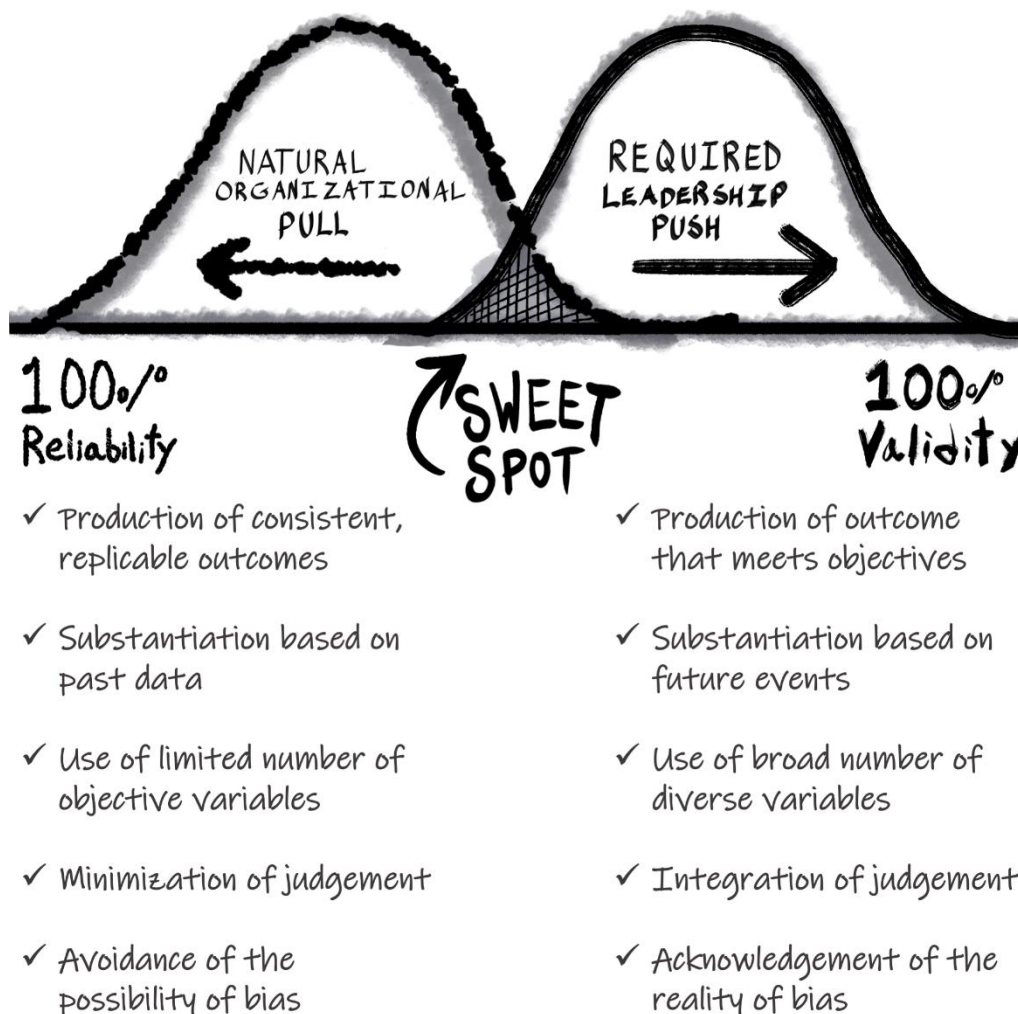 NATURAL
ORGANIZATIONAL
PULL
REQUIRED
LEADERSHIP
PUSH
100%
Reliability
SWEET
SPOT
100%
Validity
✓ Production of consistent,
replicable outcomes
✓ Substantiation based on
past data
✓ Use of limited number of
objective variables
✓ Minimization of judgement
✓ Avoidance of the
possibility of bias
✓ Production of outcome
that meets objectives
✓ Substantiation based on
future events
✓ Use of broad number of
diverse variables
✓ Integration of judgement
✓ Acknowledgement of the
reality of bias